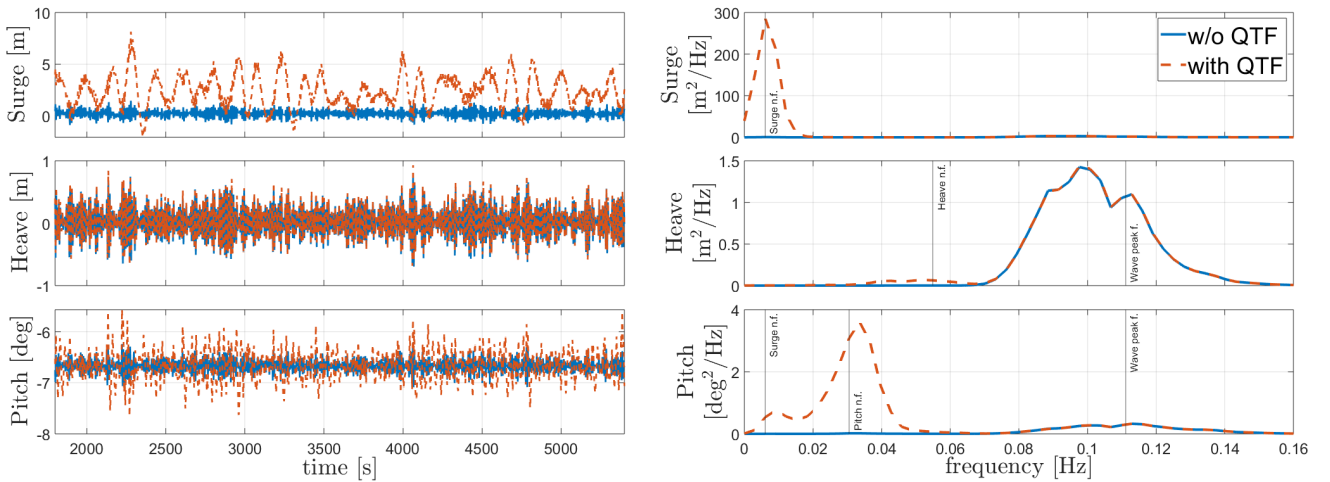 10
5
0
Surge [m]
1
0
-1
Heave [m]
-6
-7
-8
Pitch [deg]
2000 2500 3000 3500 4000 4500 5000
time [s]
300
200
100
0
Surge
[m²/Hz]
Surge n.f.
w/o QTF
with QTF
1.5
1
0.5
0
Heave
[m²/Hz]
Heave n.f.
Wave peak f.
4
2
0
Pitch
[deg²/Hz]
Surge n.f.
Pitch n.f.
Wave peak f.
0 0.02 0.04 0.06 0.08 0.1 0.12 0.14 0.16
frequency [Hz]